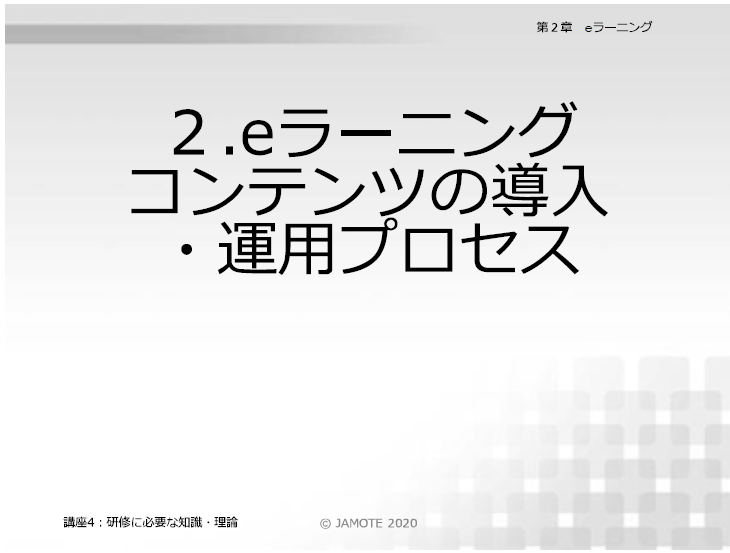 第２章　eラーニング
２.eラーニング
コンテンツの導入
・運用プロセス
講座4：研修に必要な知識・理論
© JAMOTE 2020